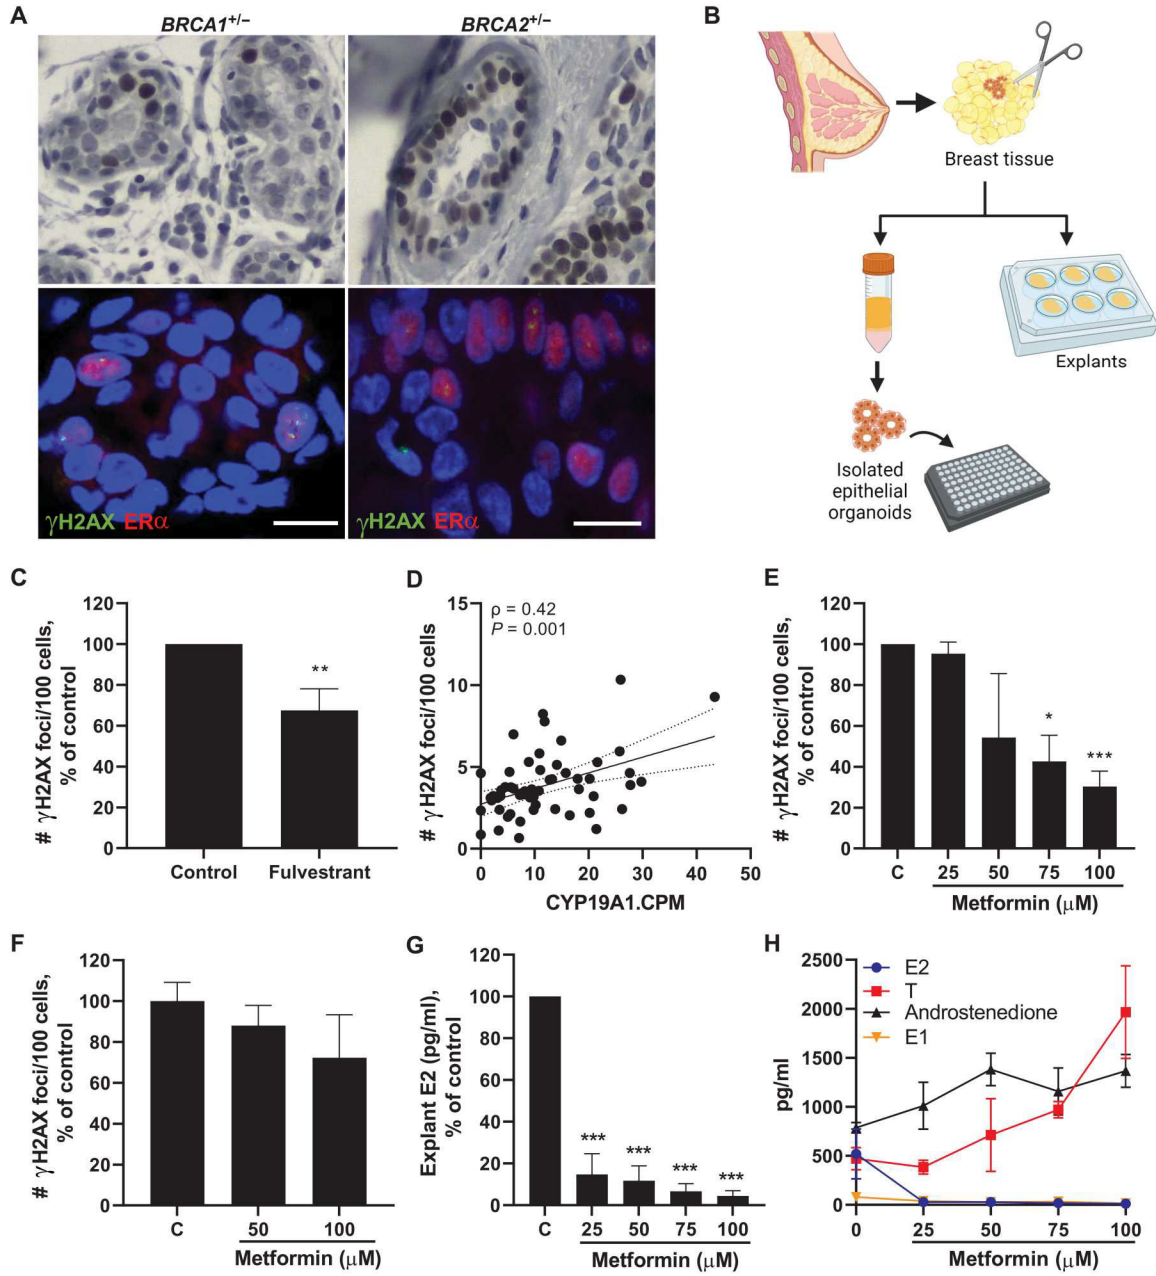 A
BRCA1+/−
BRCA2+/−
γH2AX ERα
γH2AX ERα
B
Breast tissue
Explants
Isolated
epithelial
organoids
C
# γH2AX foci/100 cells,
% of control
120
100
80
60
40
20
0
**
Control Fulvestrant
D
# γH2AX foci/100 cells
15
10
5
0
ρ = 0.42
P = 0.001
0 10 20 30 40 50
CYP19A1.CPM
E
# γH2AX foci/100 cells,
% of control
120
100
80
60
40
20
0
*
***
C 25 50 75 100
Metformin (μM)
F
# γH2AX foci/100 cells,
% of control
120
100
80
60
40
20
0
C 50 100
Metformin (μM)
G
Explant E2 (pg/ml),
% of control
120
100
80
60
40
20
0
*** *** *** ***
C 25 50 75 100
Metformin (μM)
H
pg/ml
2500
2000
1500
1000
500
0
E2
T
Androstenedione
E1
0 25 50 75 100
Metformin (μM)